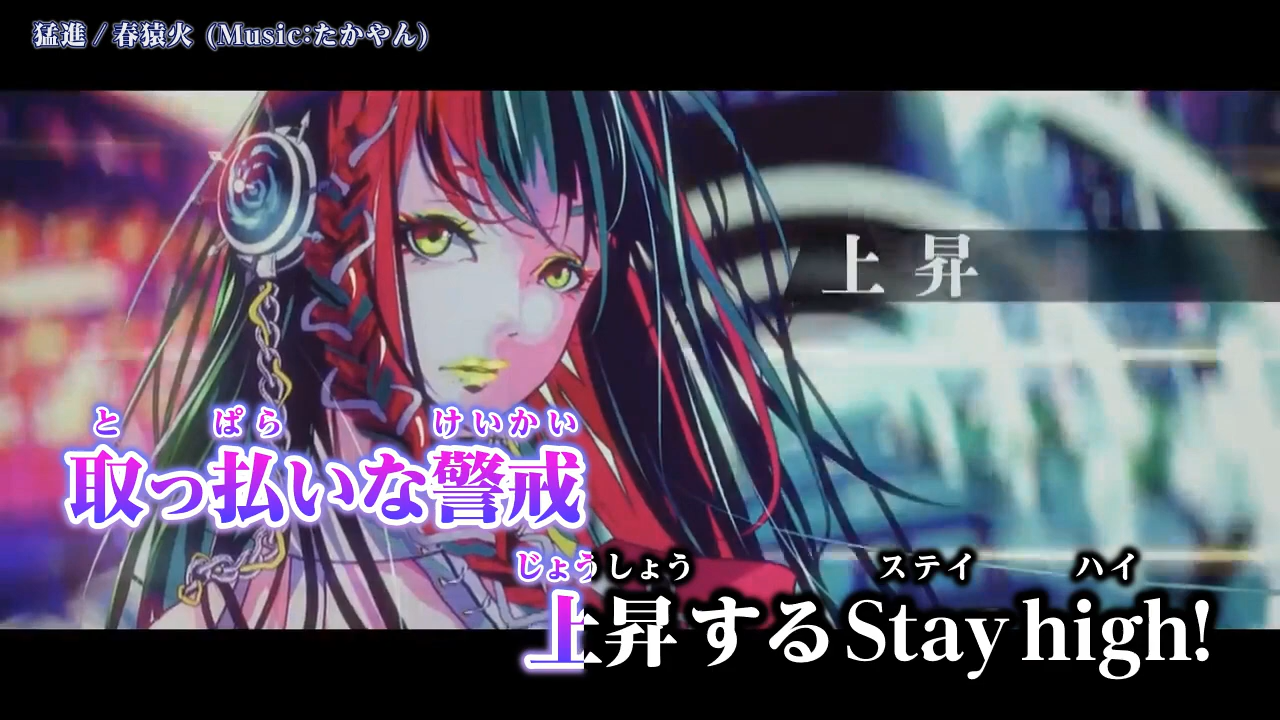 猛進 / 春猿火 (Music:たかやん)
上昇
と ぱら けいかい
取っ払いな警戒
じょうしょう ステイ ハイ
上昇するStay high!